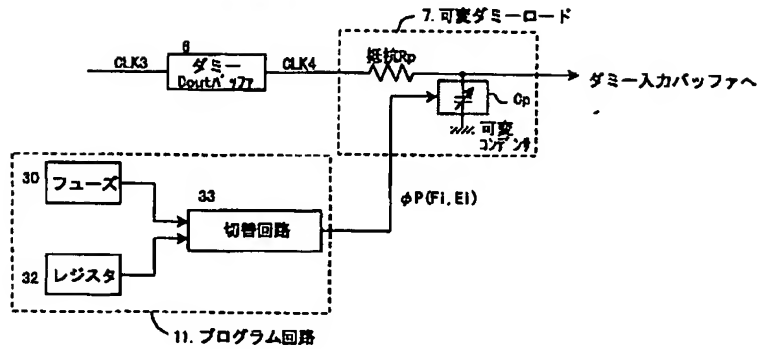 7.可変ダミーロード
6
ダミー
Doutバッファ
CLK3
CLK4
抵抗Rp
ダミー入力バッファへ
Cp
可変
コンデンサ
30
フューズ
33
切替回路
φP(Fi,Ei)
32
レジスタ
11.プログラム回路